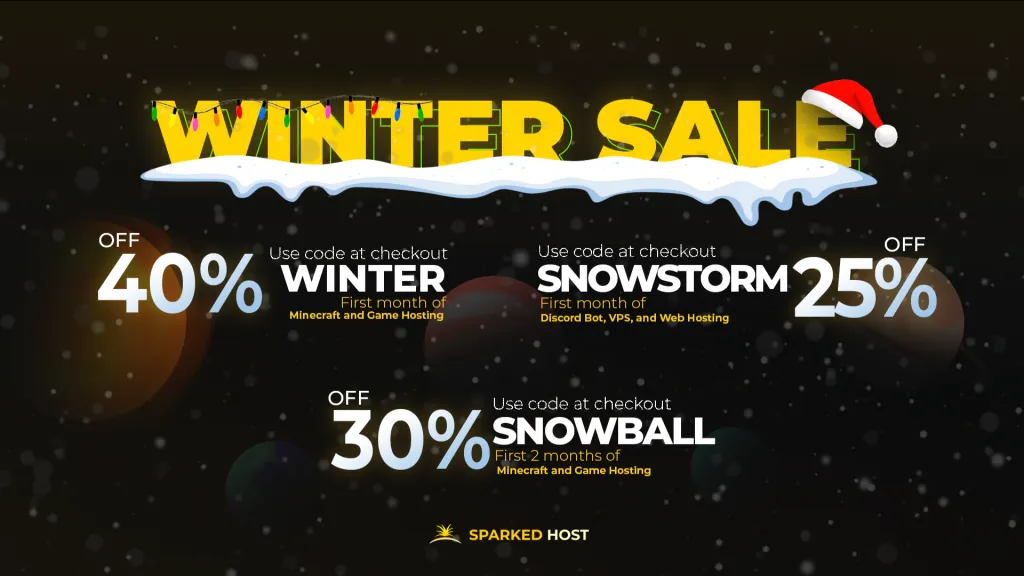 WINTER SALE
OFF
40%
Use code at checkout
WINTER
First month of
Minecraft and Game Hosting
Use code at checkout
SNOWSTORM
First month of
Discord Bot, VPS, and Web Hosting
OFF
25%
OFF
30%
Use code at checkout
SNOWBALL
First 2 months of
Minecraft and Game Hosting
SPARKED HOST